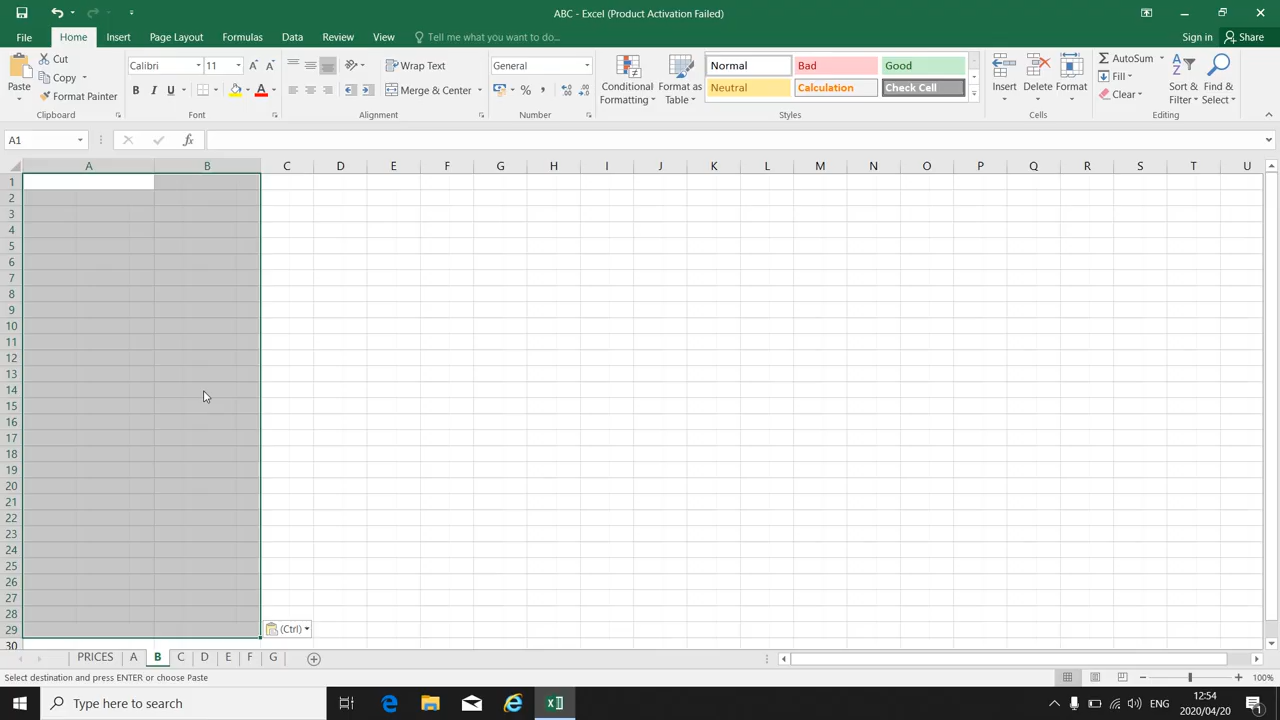 ABC - Excel (Product Activation Failed)
File Home Insert Page Layout Formulas Data Review View Tell me what you want to do... Sign in Share
Paste
Cut
Copy
Format Painter
Clipboard
Calibri 11
B I U
A
Font
Wrap Text
Merge & Center
Alignment
General
%
Number
Conditional
Formatting
Format as
Table
Normal Bad Good
Neutral Calculation Check Cell
Styles
Insert Delete Format
Cells
AutoSum
Fill
Clear
Sort &
Filter
Find &
Select
Editing
A1
fx
A B C D E F G H I J K L M N O P Q R S T U
1
2
3
4
5
6
7
8
9
10
11
12
13
14
15
16
17
18
19
20
21
22
23
24
25
26
27
28
29 (Ctrl)
30
PRICES A B C D E F G
Select destination and press ENTER or choose Paste
100%
Type here to search
ENG
12:54
2020/04/20
1